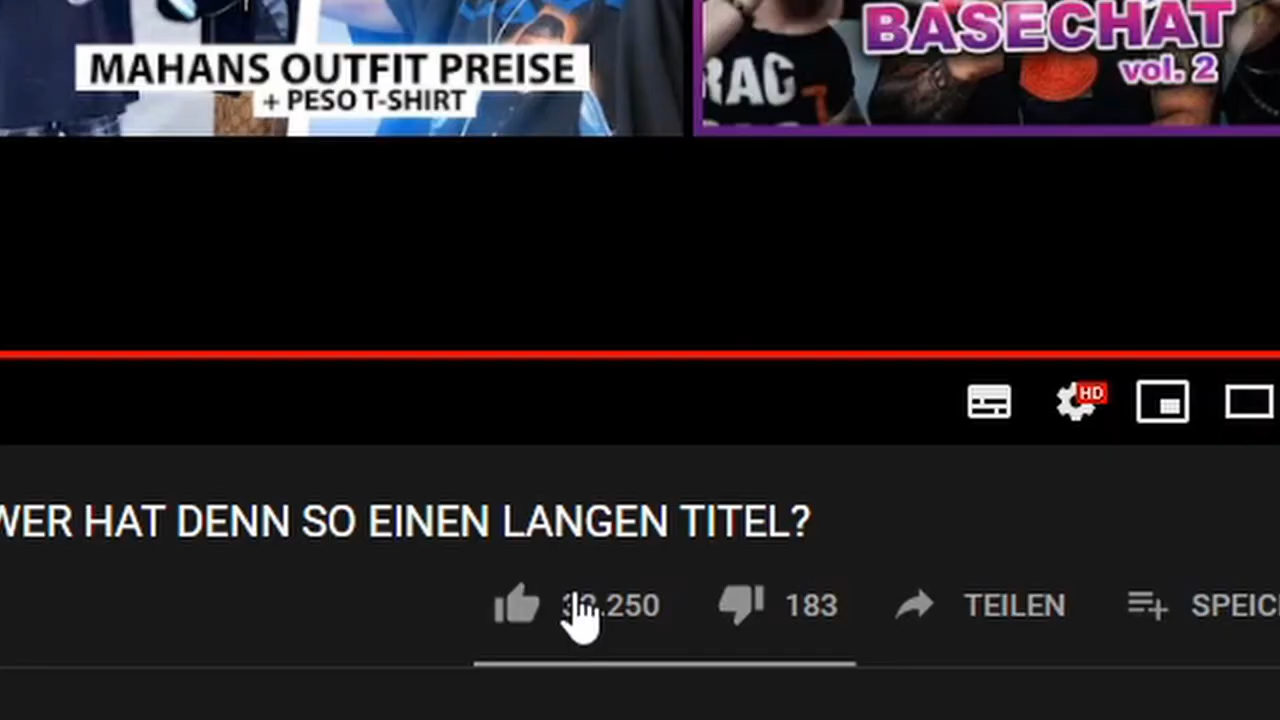 MAHANS OUTFIT PREISE
+ PESO T-SHIRT
BASECHAT
vol. 2
HD
WER HAT DENN SO EINEN LANGEN TITEL?
183
TEILEN